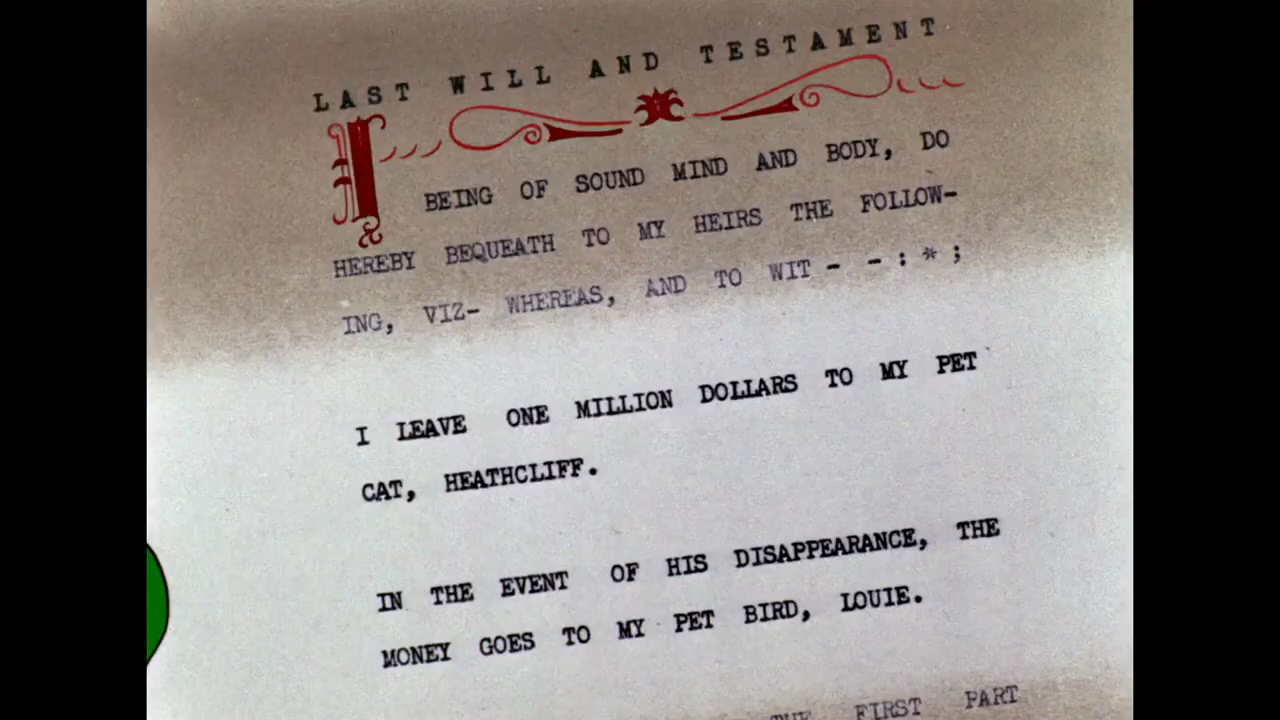 LAST WILL AND TESTAMENT
I BEING OF SOUND MIND AND BODY, DO
HEREBY BEQUEATH TO MY HEIRS THE FOLLOW-
ING, VIZ- WHEREAS, AND TO WIT - - : * ;
I LEAVE ONE MILLION DOLLARS TO MY PET
CAT, HEATHCLIFF.
IN THE EVENT OF HIS DISAPPEARANCE, THE
MONEY GOES TO MY PET BIRD, LOUIE.
THE FIRST PART